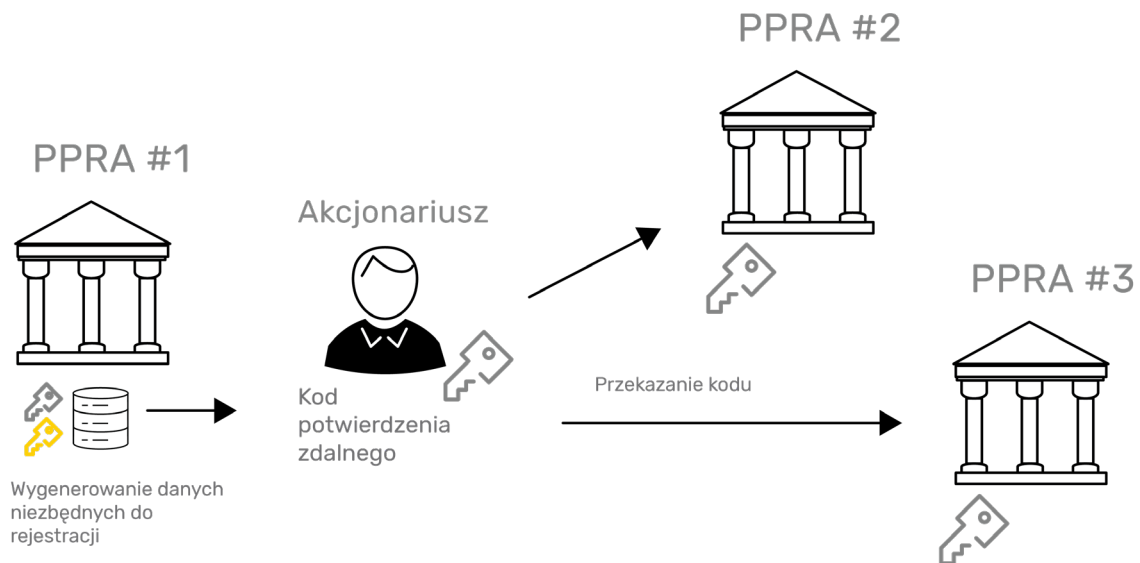 PPRA #1
Wygenerowanie danych
niezbędnych do
rejestracji
Akcjonariusz
Kod
potwierdzenia
zdalnego
Przekazanie kodu
PPRA #2
PPRA #3